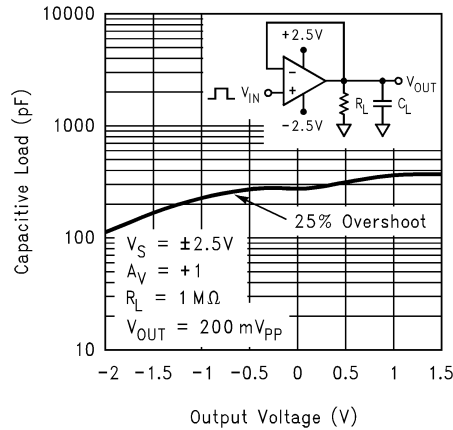 10000
1000
100
10
Capacitive Load (pF)
+2.5V
−
+
V_IN
−2.5V
V_OUT
R_L
C_L
25% Overshoot
V_S = ±2.5V
A_V = +1
R_L = 1 MΩ
V_OUT = 200 mV_PP
−2 −1.5 −1 −0.5 0 0.5 1 1.5
Output Voltage (V)